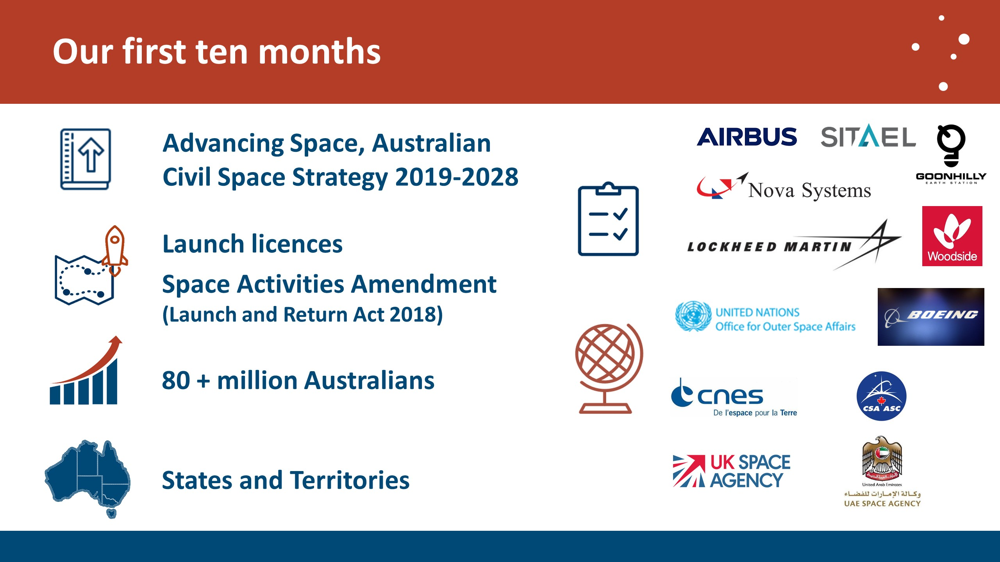 Our first ten months
Advancing Space, Australian
Civil Space Strategy 2019-2028
Launch licences
Space Activities Amendment
(Launch and Return Act 2018)
80 + million Australians
States and Territories
AIRBUS
SITAEL
GOONHILLY
EARTH STATION
Nova Systems
LOCKHEED MARTIN
Woodside
UNITED NATIONS
Office for Outer Space Affairs
BOEING
cnes
De l'espace pour la Terre
CSA ASC
UK SPACE
AGENCY
الإمارات العربية المتحدة
United Arab Emirates
وكالة الإمارات للفضاء
UAE SPACE AGENCY